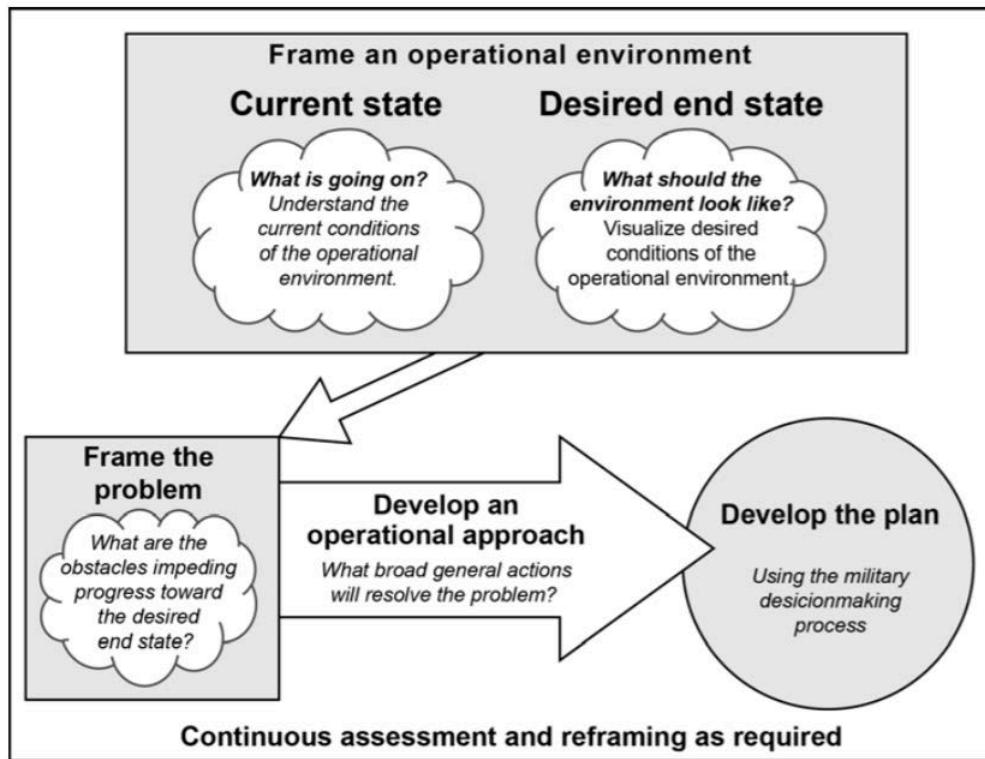 Frame an operational environment
Current state
Desired end state
What is going on?
Understand the
current conditions
of the operational
environment.
What should the
environment look like?
Visualize desired
conditions of the
operational environment.
Frame the
problem
What are the
obstacles impeding
progress toward
the desired
end state?
Develop an
operational approach
What broad general actions
will resolve the problem?
Develop the plan
Using the military
desicionmaking
process
Continuous assessment and reframing as required